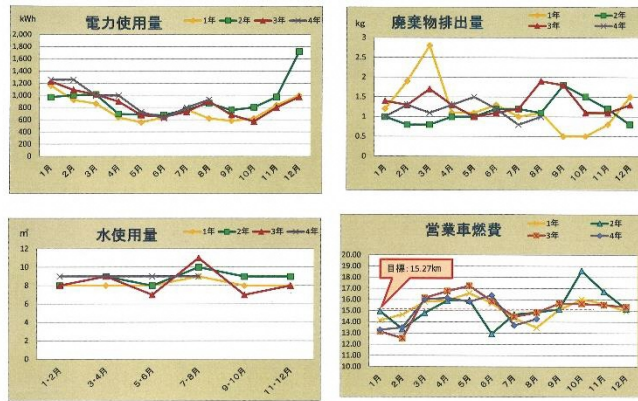 電力使用量
kWh
1年 2年 3年 4年
2,000
1,800
1,600
1,400
1,200
1,000
800
600
400
200
0
1月 2月 3月 4月 5月 6月 7月 8月 9月 10月 11月 12月
廃棄物排出量
kg
1年 2年
3年 4年
3
2.5
2
1.5
1
0.5
0
1月 2月 3月 4月 5月 6月 7月 8月 9月 10月 11月 12月
水使用量
㎥
1年 2年
3年 4年
12
10
8
6
4
2
0
1-2月 3-4月 5-6月 7-8月 9-10月 11-12月
営業車燃費
1年 2年
3年 4年
目標:15.27km
20.00
19.00
18.00
17.00
16.00
15.00
14.00
13.00
12.00
11.00
10.00
1月 2月 3月 4月 5月 6月 7月 8月 9月 10月 11月 12月